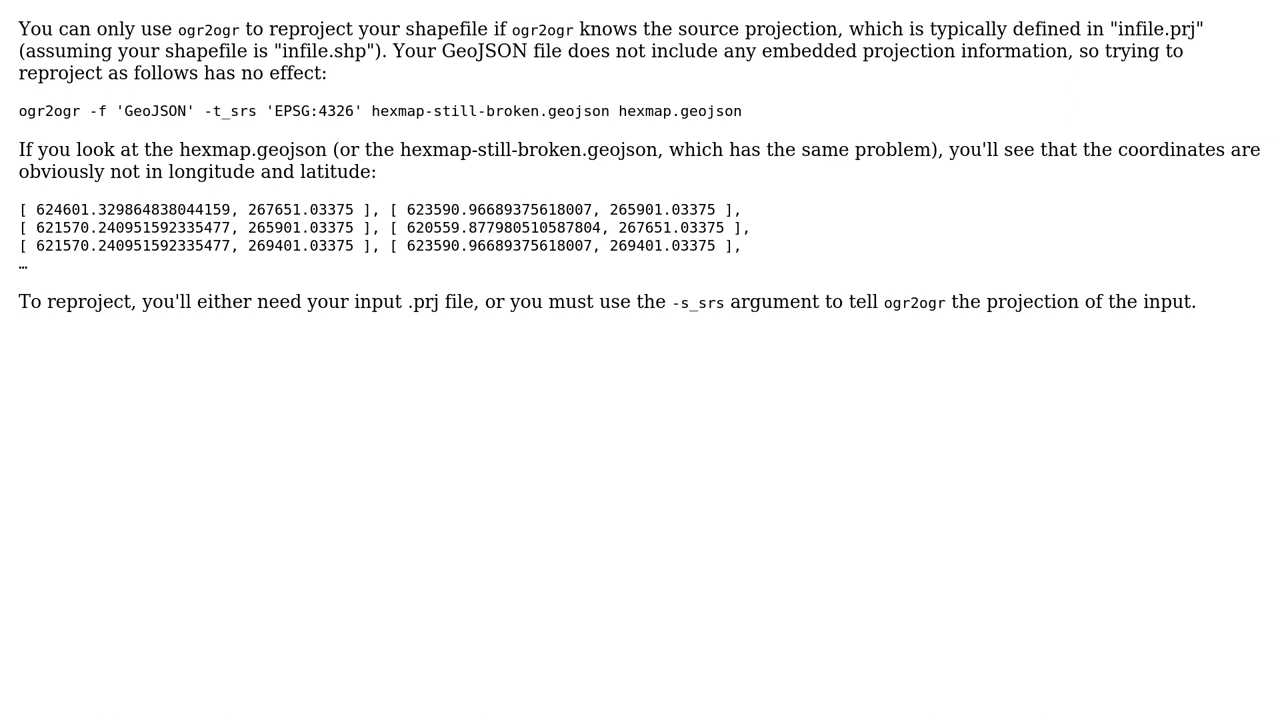 You can only use ogr2ogr to reproject your shapefile if ogr2ogr knows the source projection, which is typically defined in "infile.prj"
(assuming your shapefile is "infile.shp"). Your GeoJSON file does not include any embedded projection information, so trying to
reproject as follows has no effect:
ogr2ogr -f 'GeoJSON' -t_srs 'EPSG:4326' hexmap-still-broken.geojson hexmap.geojson
If you look at the hexmap.geojson (or the hexmap-still-broken.geojson, which has the same problem), you'll see that the coordinates are
obviously not in longitude and latitude:
[ 624601.329864838044159, 267651.03375 ], [ 623590.96689375618007, 265901.03375 ],
[ 621570.240951592335477, 265901.03375 ], [ 620559.877980510587804, 267651.03375 ],
[ 621570.240951592335477, 269401.03375 ], [ 623590.96689375618007, 269401.03375 ],
…
To reproject, you'll either need your input .prj file, or you must use the -s_srs argument to tell ogr2ogr the projection of the input.